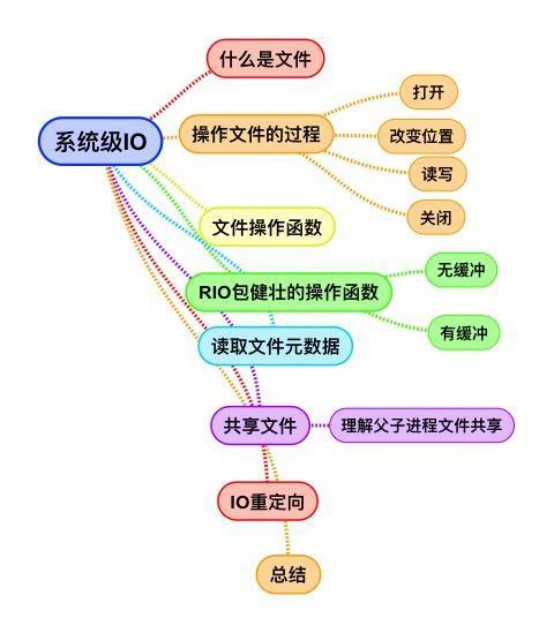 系统级IO
什么是文件
操作文件的过程
打开
改变位置
读写
关闭
文件操作函数
RIO包健壮的操作函数
无缓冲
有缓冲
读取文件元数据
共享文件
理解父子进程文件共享
IO重定向
总结